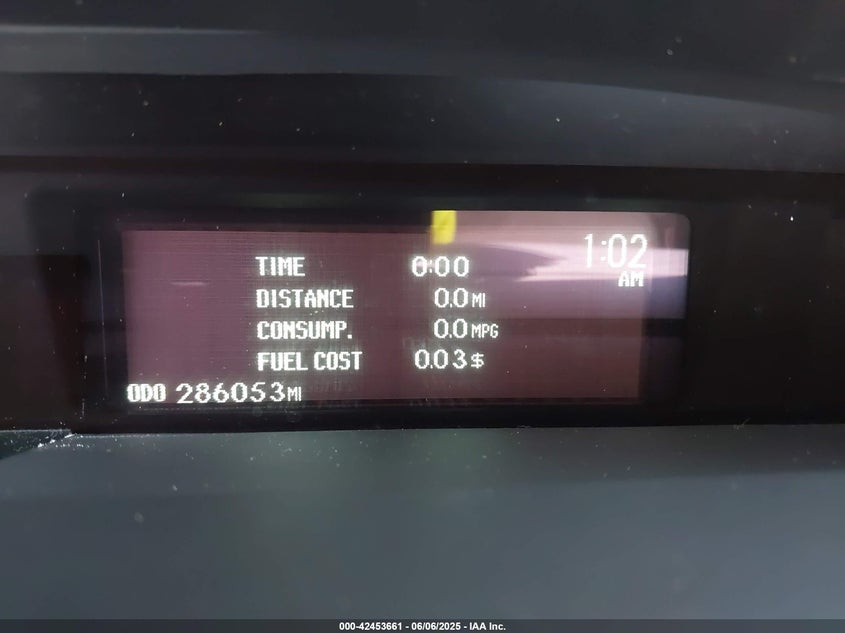 1:02
AM
TIME 0:00
DISTANCE 0.0 MI
CONSUMP. 0.0 MPG
FUEL COST 0.03 $
ODO 286053 MI
000-42453661 - 06/06/2025 - IAA Inc.